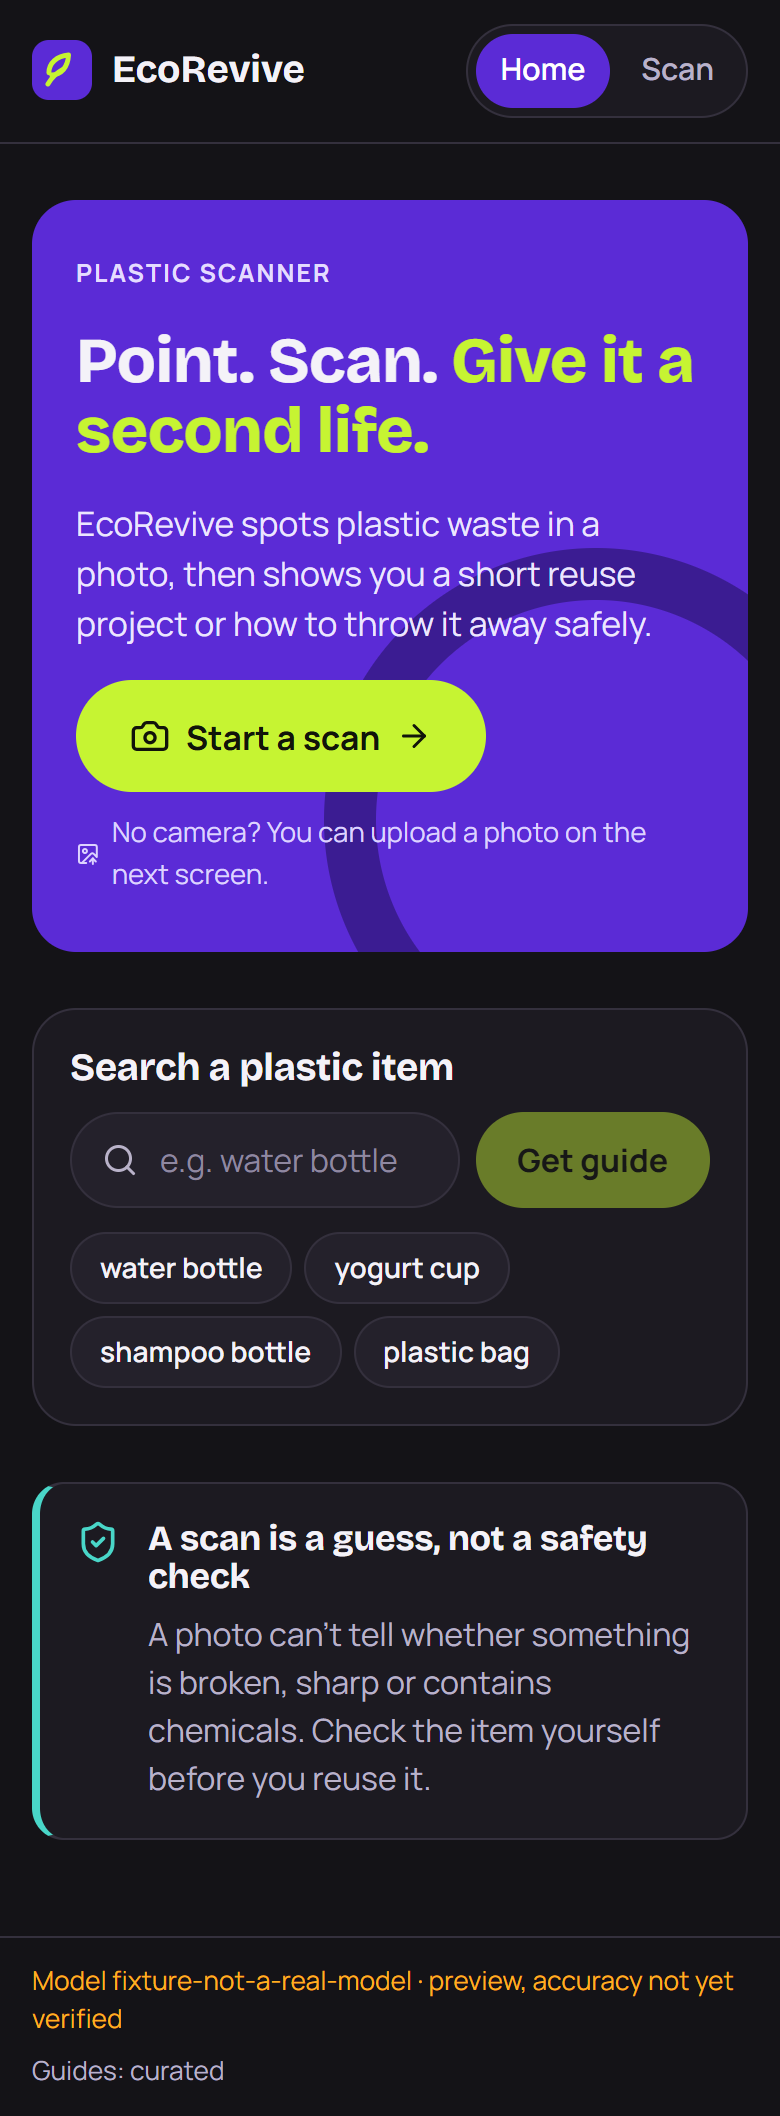 EcoRevive
Home
Scan
PLASTIC SCANNER
Point. Scan. Give it a
second life.
EcoRevive spots plastic waste in a
photo, then shows you a short reuse
project or how to throw it away safely.
Start a scan
No camera? You can upload a photo on the
next screen.
Search a plastic item
e.g. water bottle
Get guide
water bottle
yogurt cup
shampoo bottle
plastic bag
A scan is a guess, not a safety
check
A photo can’t tell whether something
is broken, sharp or contains
chemicals. Check the item yourself
before you reuse it.
Model fixture-not-a-real-model · preview, accuracy not yet
verified
Guides: curated